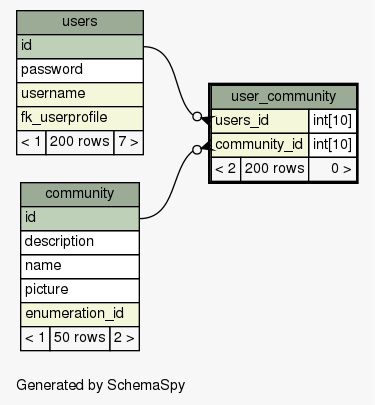 users
id
password
username
fk_userprofile
< 1 200 rows 7 >
user_community
users_id int[10]
community_id int[10]
< 2 200 rows 0 >
community
id
description
name
picture
enumeration_id
< 1 50 rows 2 >
Generated by SchemaSpy